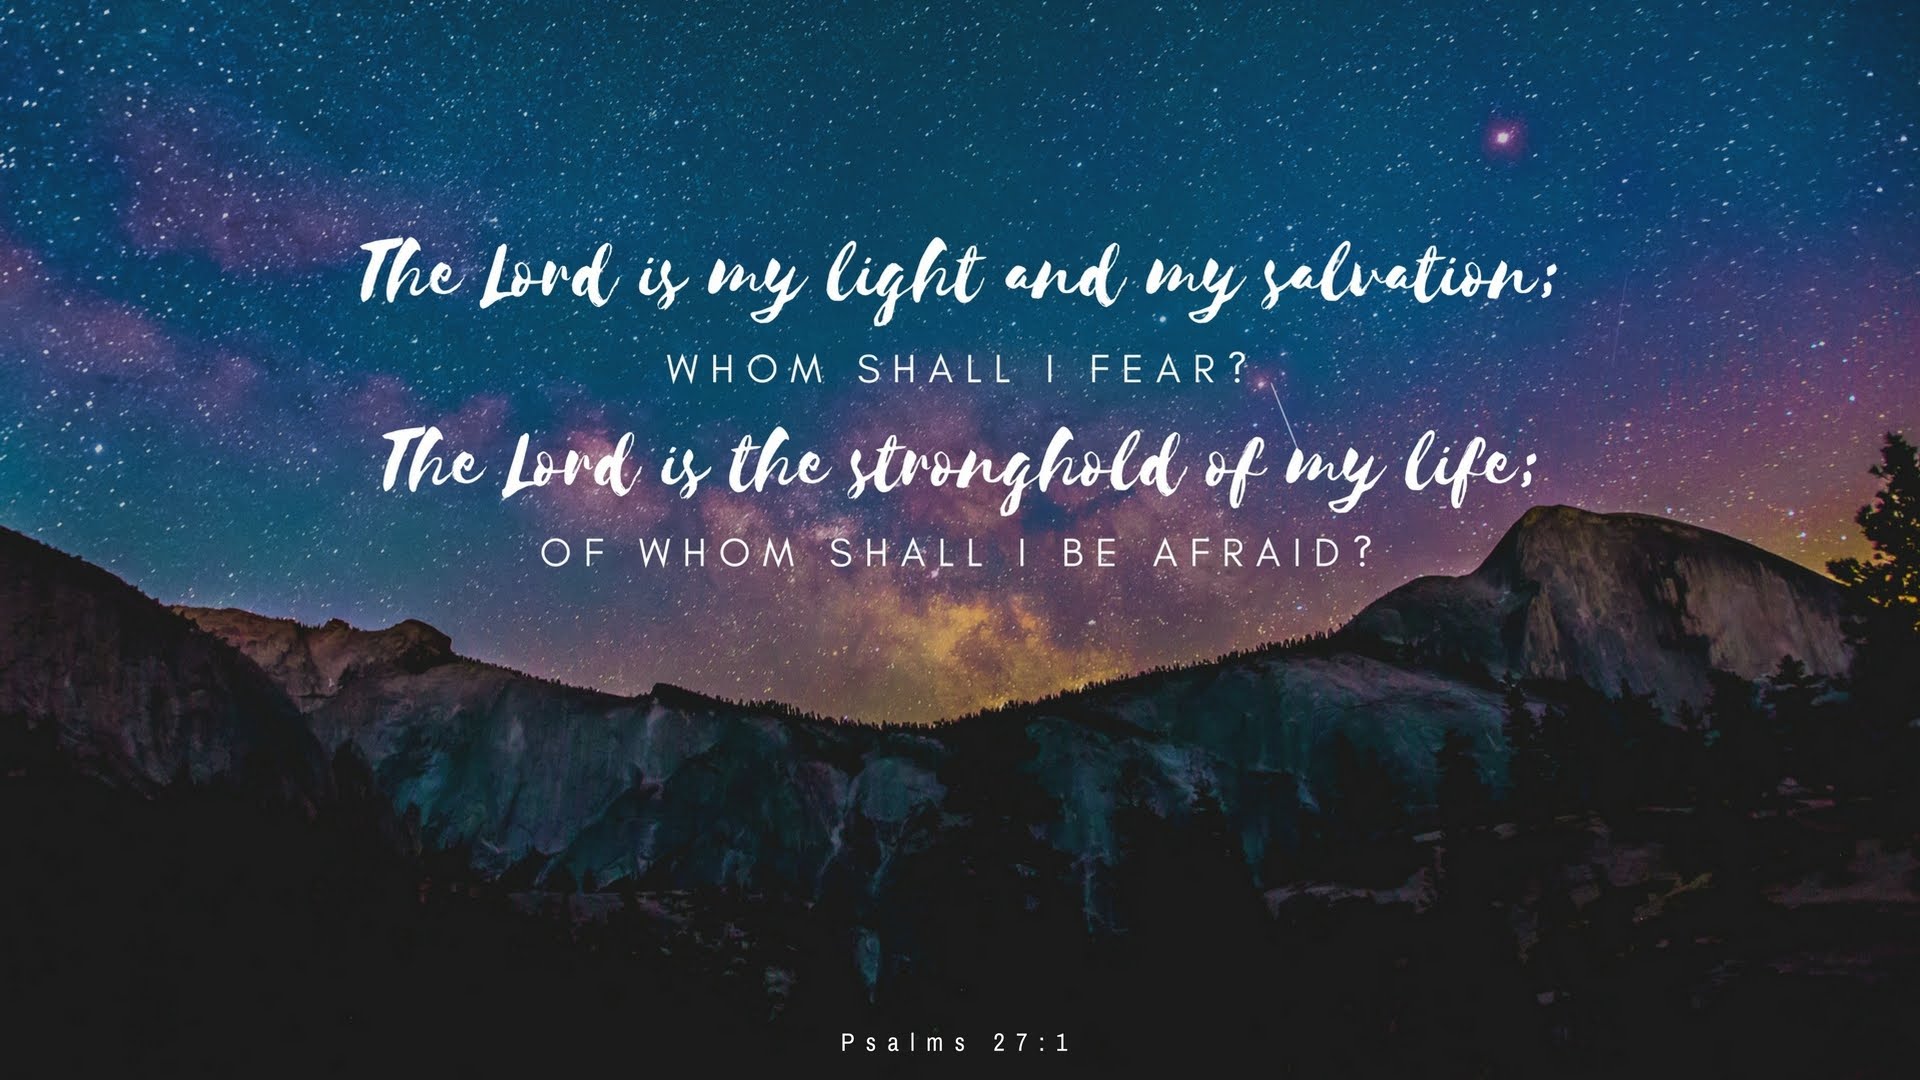 The Lord is my light and my salvation;
WHOM SHALL I FEAR?
The Lord is the stronghold of my life;
OF WHOM SHALL I BE AFRAID?
Psalms 27:1